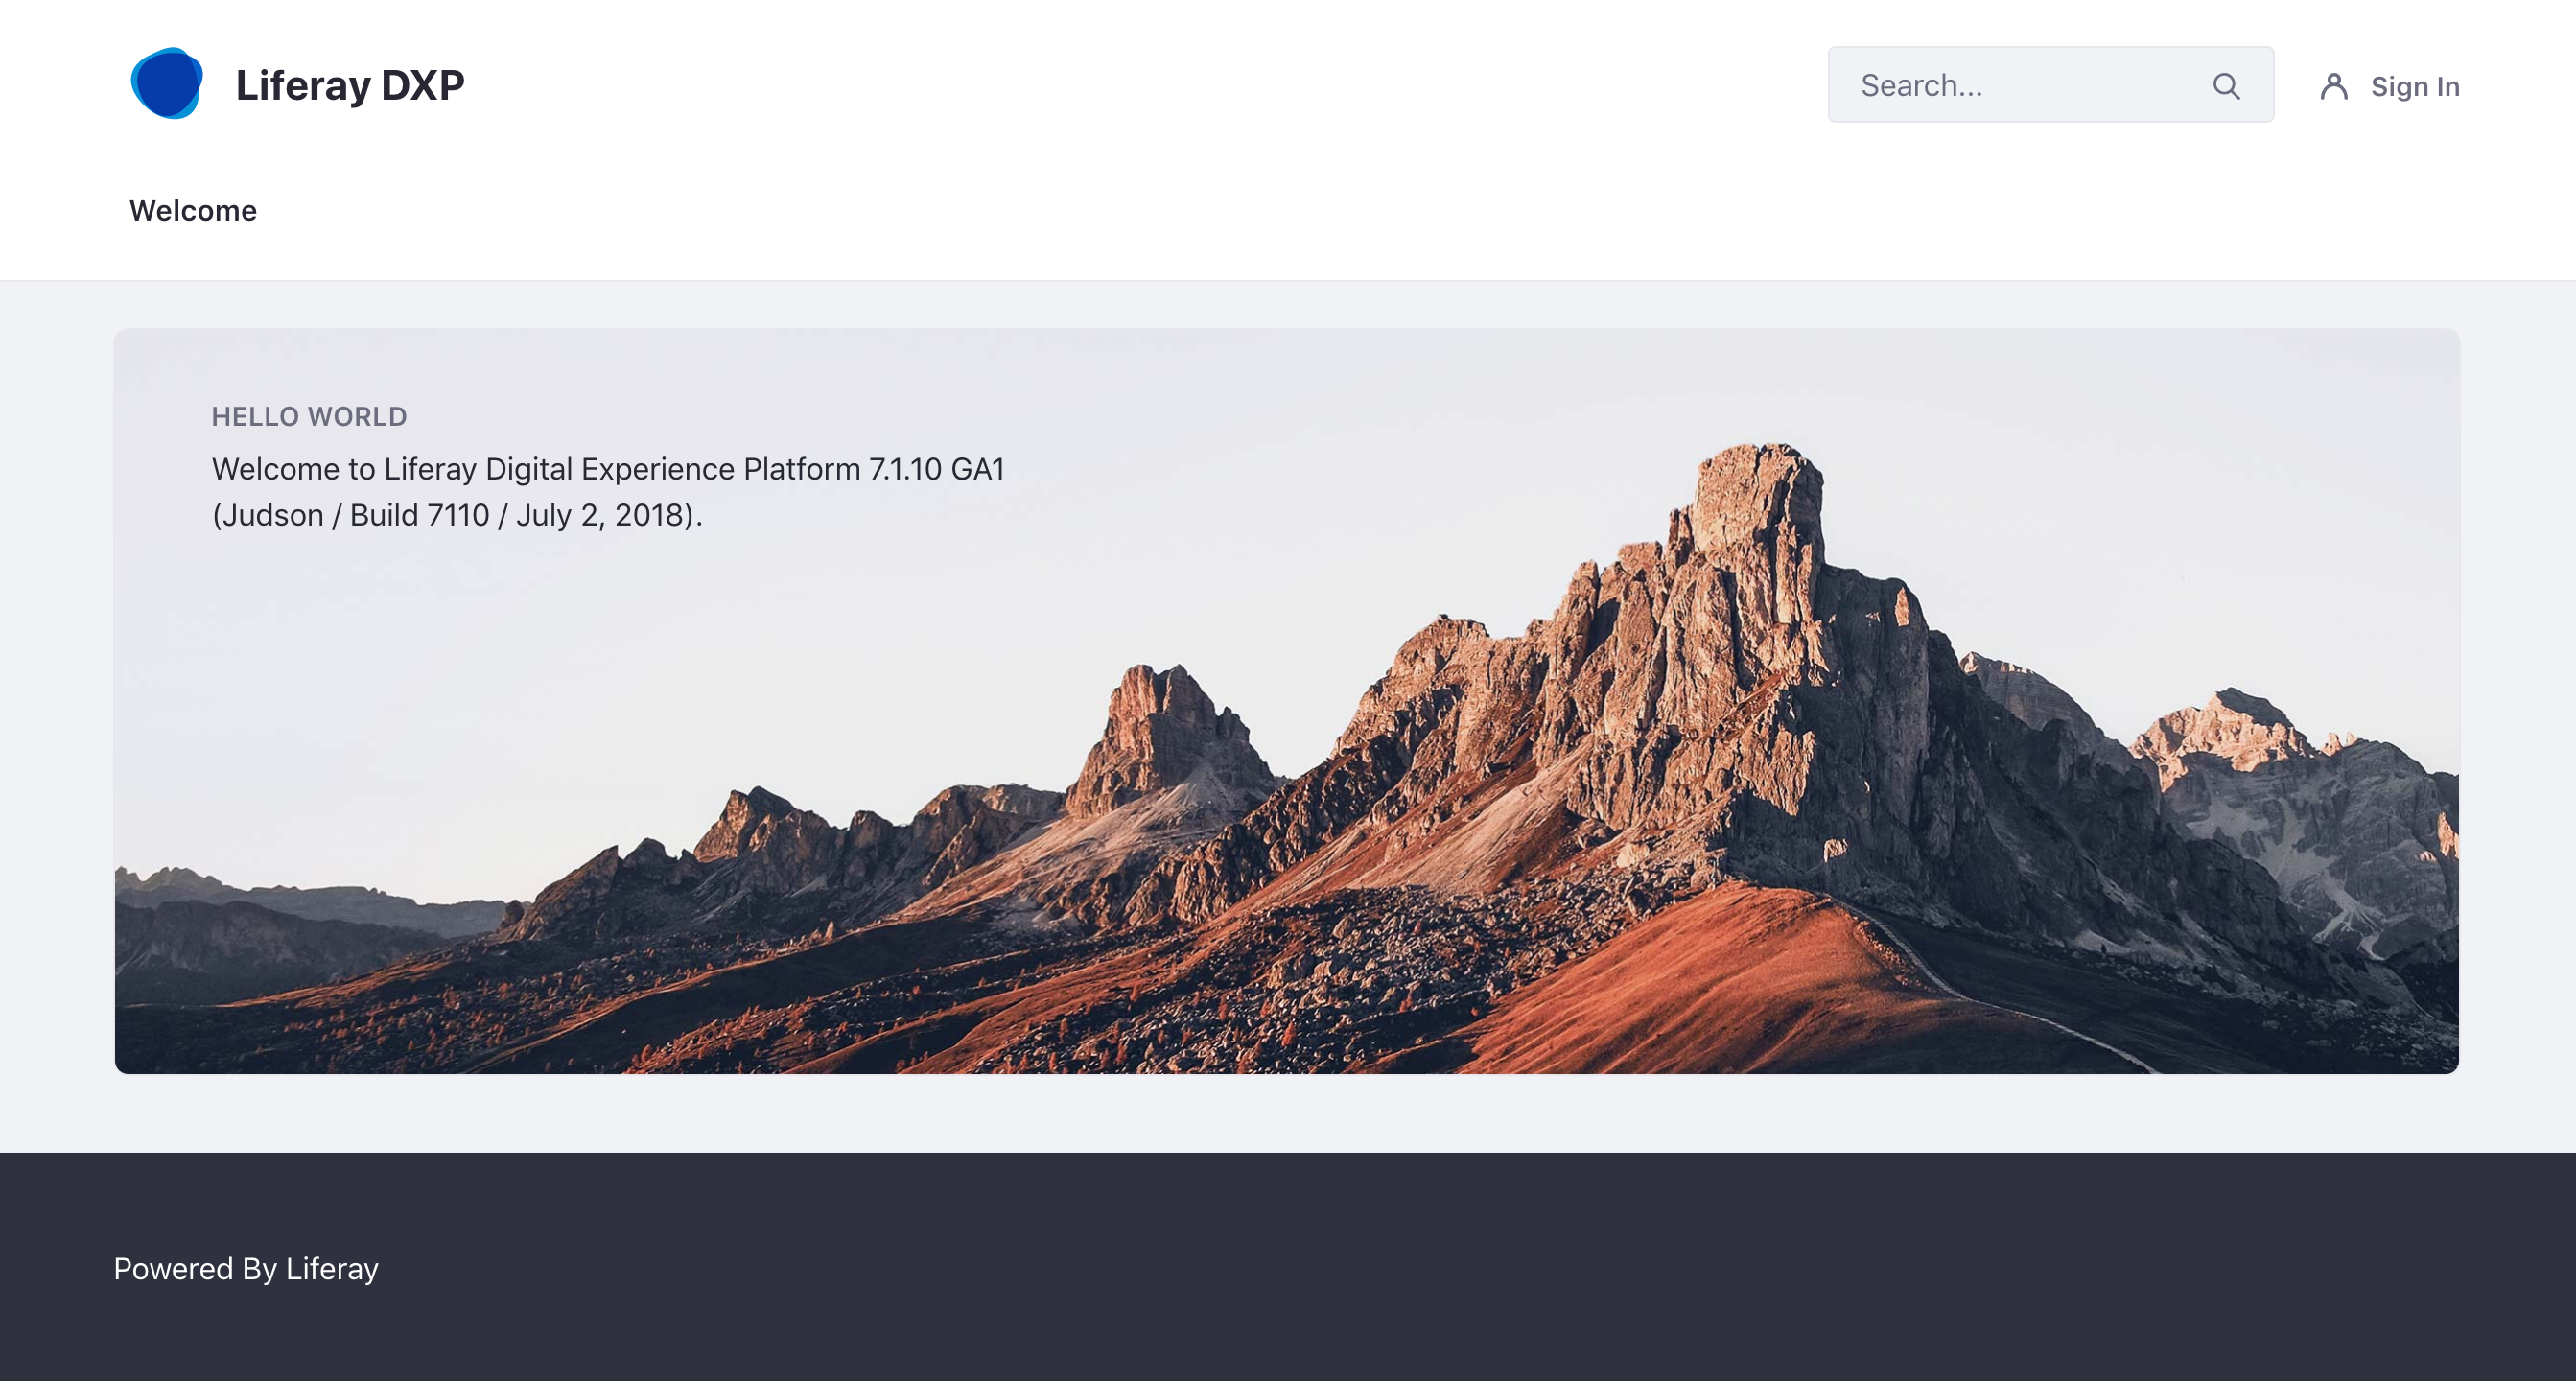 Liferay DXP
Search...
Sign In
Welcome
HELLO WORLD
Welcome to Liferay Digital Experience Platform 7.1.10 GA1
(Judson / Build 7110 / July 2, 2018).
Powered By Liferay